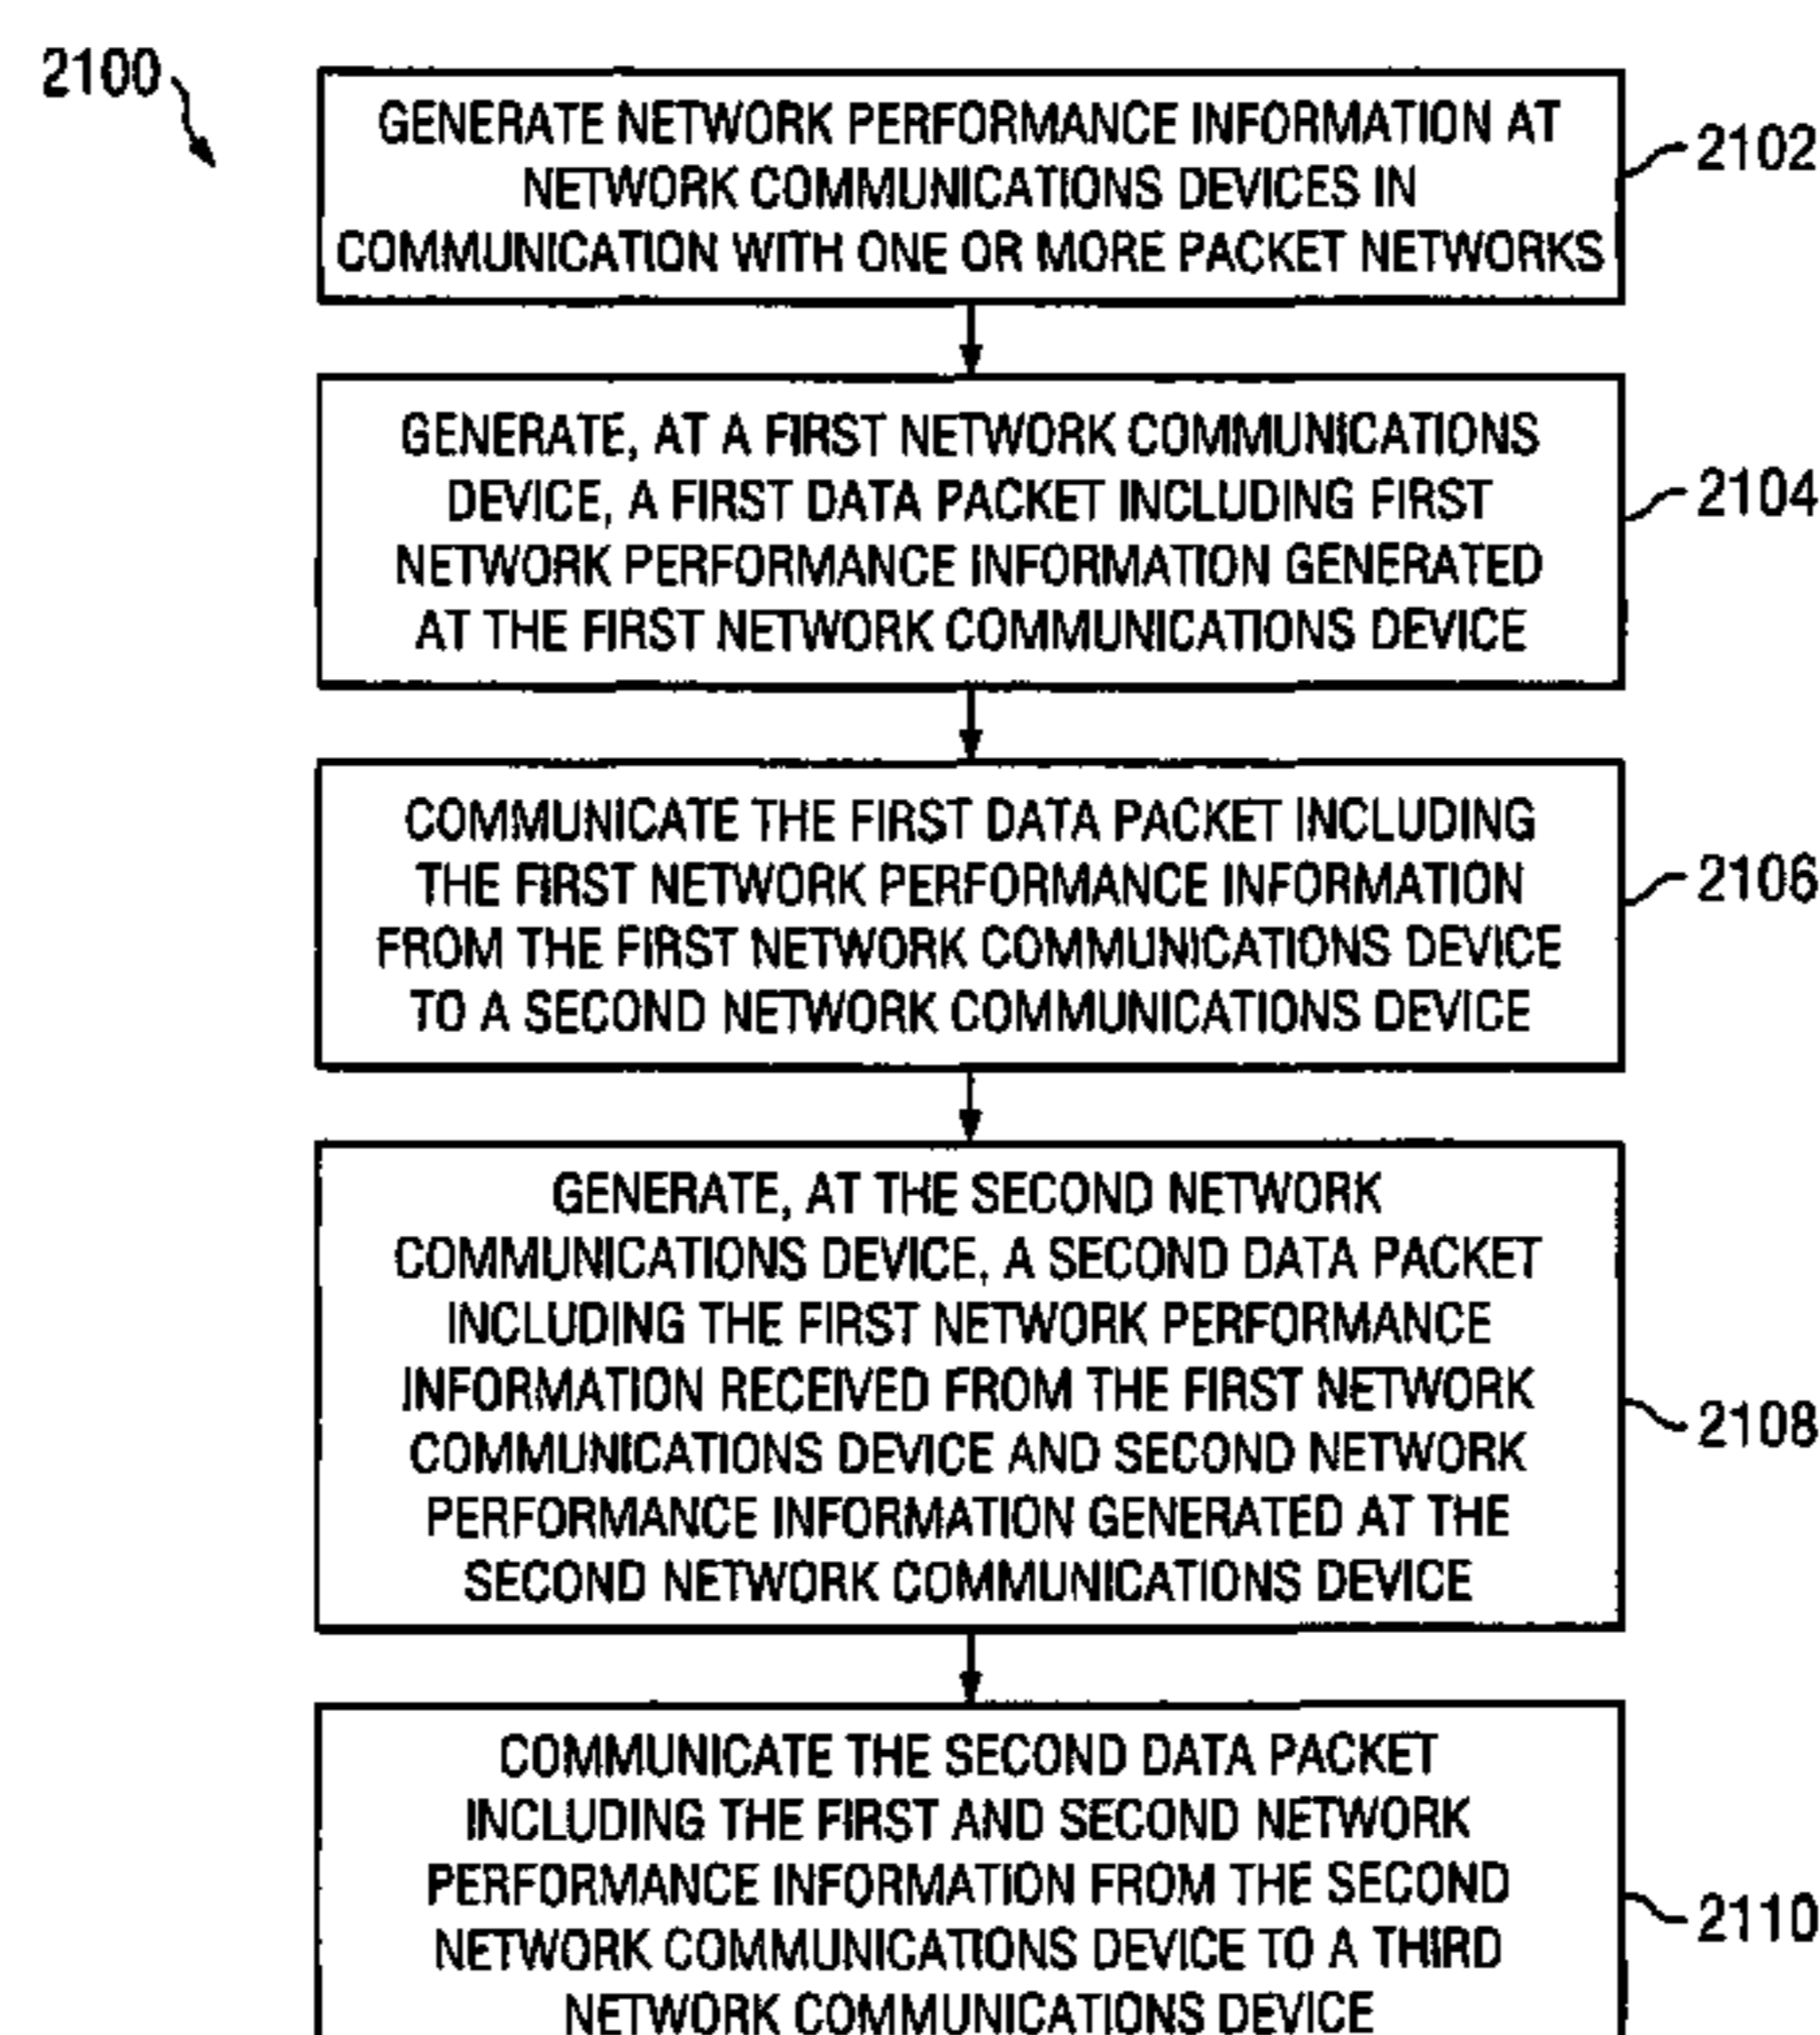 2100
GENERATE NETWORK PERFORMANCE INFORMATION AT
NETWORK COMMUNICATIONS DEVICES IN
COMMUNICATION WITH ONE OR MORE PACKET NETWORKS
2102
GENERATE, AT A FIRST NETWORK COMMUNICATIONS
DEVICE, A FIRST DATA PACKET INCLUDING FIRST
NETWORK PERFORMANCE INFORMATION GENERATED
AT THE FIRST NETWORK COMMUNICATIONS DEVICE
2104
COMMUNICATE THE FIRST DATA PACKET INCLUDING
THE FIRST NETWORK PERFORMANCE INFORMATION
FROM THE FIRST NETWORK COMMUNICATIONS DEVICE
TO A SECOND NETWORK COMMUNICATIONS DEVICE
2106
GENERATE, AT THE SECOND NETWORK
COMMUNICATIONS DEVICE, A SECOND DATA PACKET
INCLUDING THE FIRST NETWORK PERFORMANCE
INFORMATION RECEIVED FROM THE FIRST NETWORK
COMMUNICATIONS DEVICE AND SECOND NETWORK
PERFORMANCE INFORMATION GENERATED AT THE
SECOND NETWORK COMMUNICATIONS DEVICE
2108
COMMUNICATE THE SECOND DATA PACKET
INCLUDING THE FIRST AND SECOND NETWORK
PERFORMANCE INFORMATION FROM THE SECOND
NETWORK COMMUNICATIONS DEVICE TO A THIRD
NETWORK COMMUNICATIONS DEVICE
2110